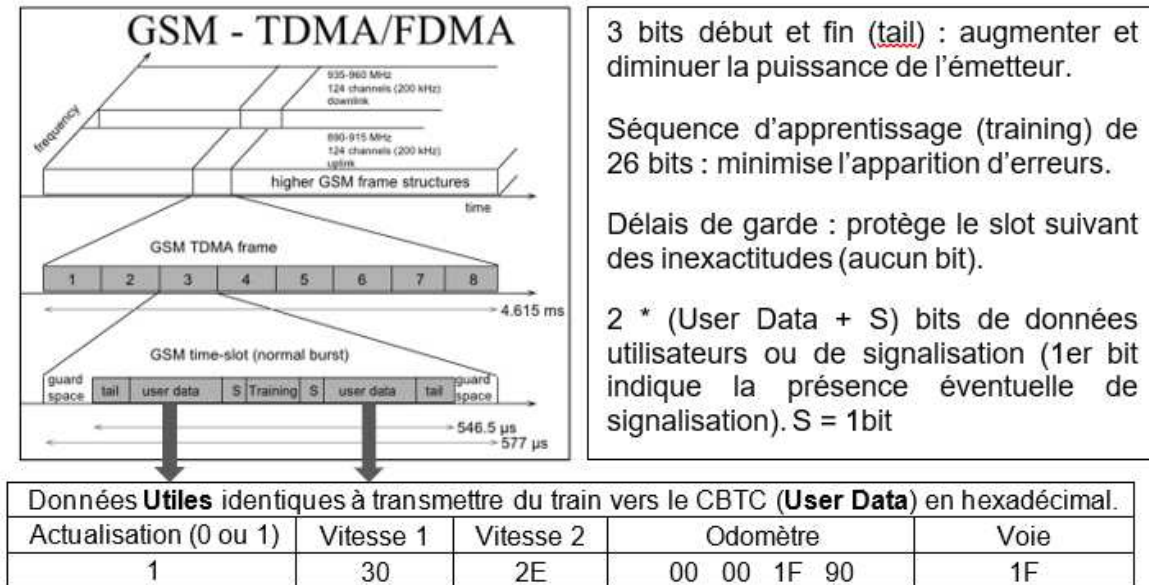 GSM - TDMA/FDMA
935-960 MHz
124 channels (200 kHz)
downlink
frequency
890-915 MHz
124 channels (200 kHz)
uplink
higher GSM frame structures
time
GSM TDMA frame
1 2 3 4 5 6 7 8
4.615 ms
GSM time-slot (normal burst)
guard space tail user data S Training S user data tail guard space
546.5 µs
577 µs
3 bits début et fin (tail) : augmenter et
diminuer la puissance de l'émetteur.
Séquence d'apprentissage (training) de
26 bits : minimise l'apparition d'erreurs.
Délais de garde : protège le slot suivant
des inexactitudes (aucun bit).
2 * (User Data + S) bits de données
utilisateurs ou de signalisation (1er bit
indique la présence éventuelle de
signalisation). S = 1bit
Données Utiles identiques à transmettre du train vers le CBTC (User Data) en hexadécimal.
Actualisation (0 ou 1) Vitesse 1 Vitesse 2 Odomètre Voie
1 30 2E 00 00 1F 90 1F